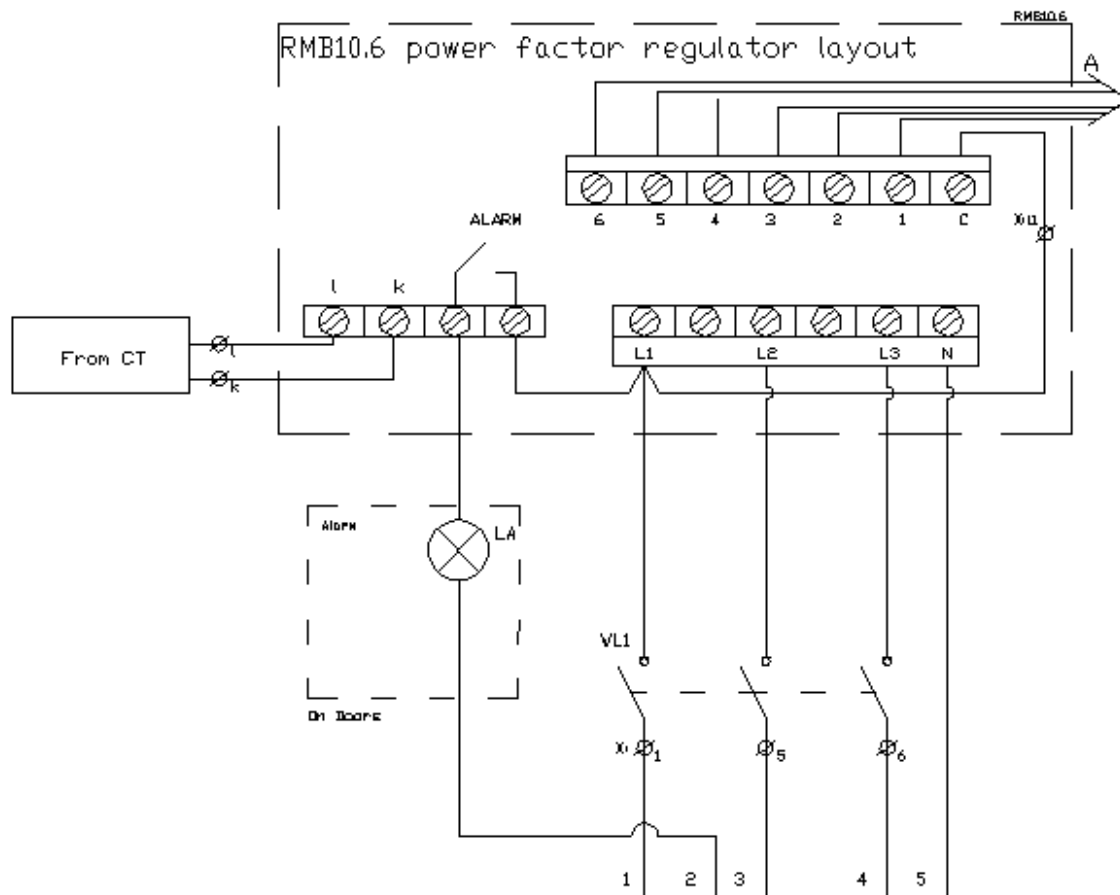 RMB10.6
RMB10.6 power factor regulator layout
A
6 5 4 3 2 1 C
ALARM
l k
From CT
l
k
L1 L2 L3 N
Alarm
LA
VL1
On Doors
1 5 6
1 2 3 4 5